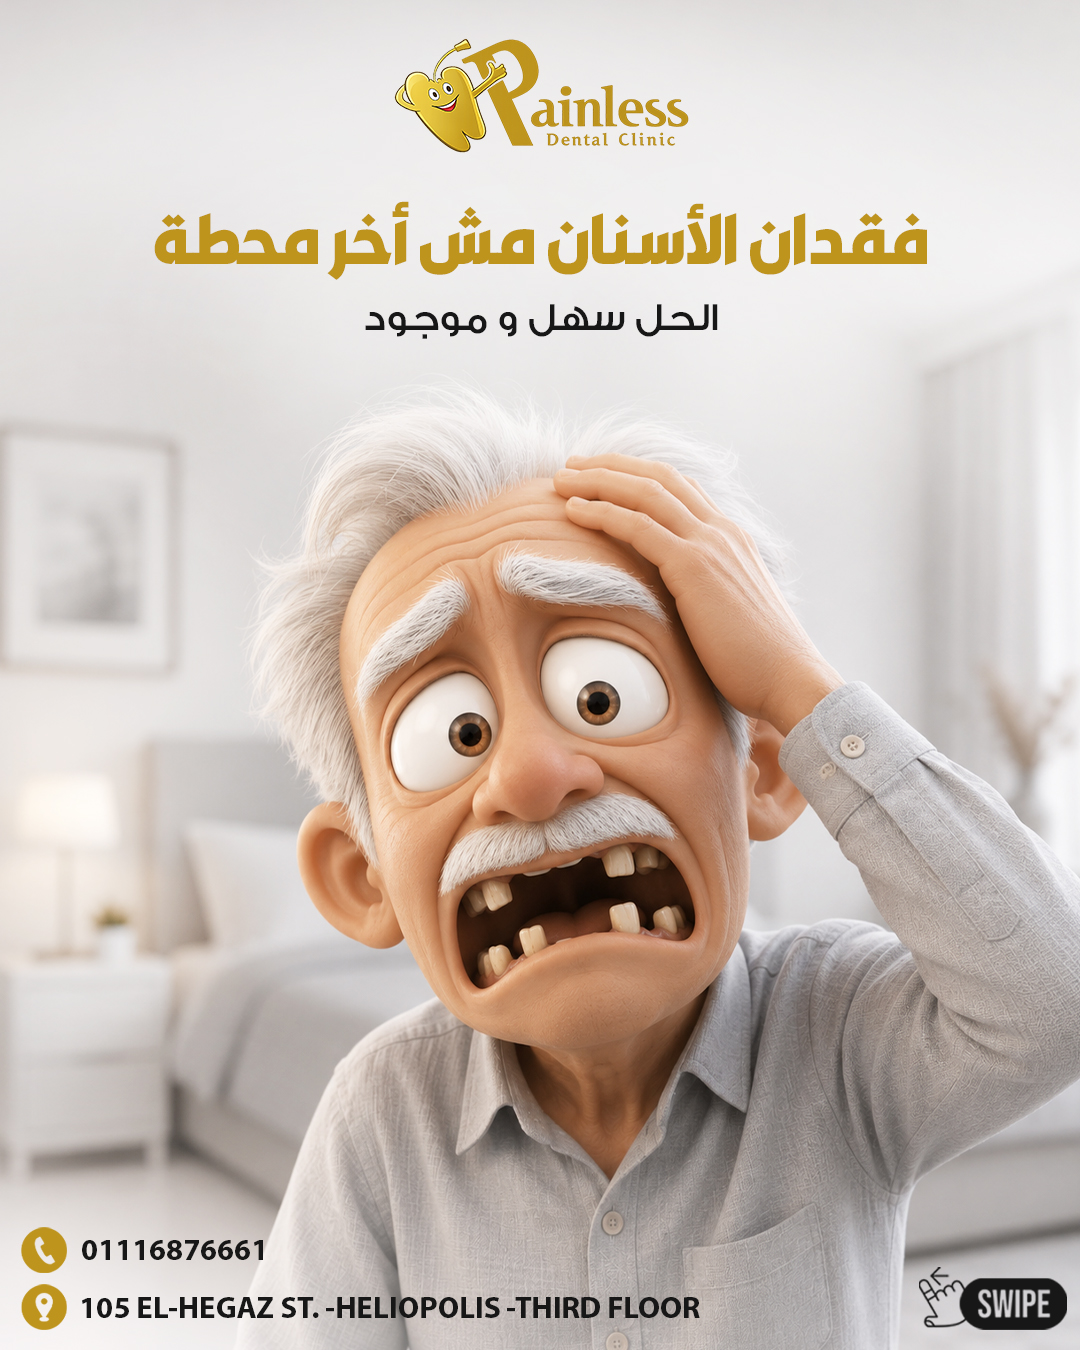 Painless
Dental Clinic
فقدان الأسنان مش أخر محطة
الحل سهل و موجود
01116876661
105 EL-HEGAZ ST. -HELIOPOLIS -THIRD FLOOR
SWIPE